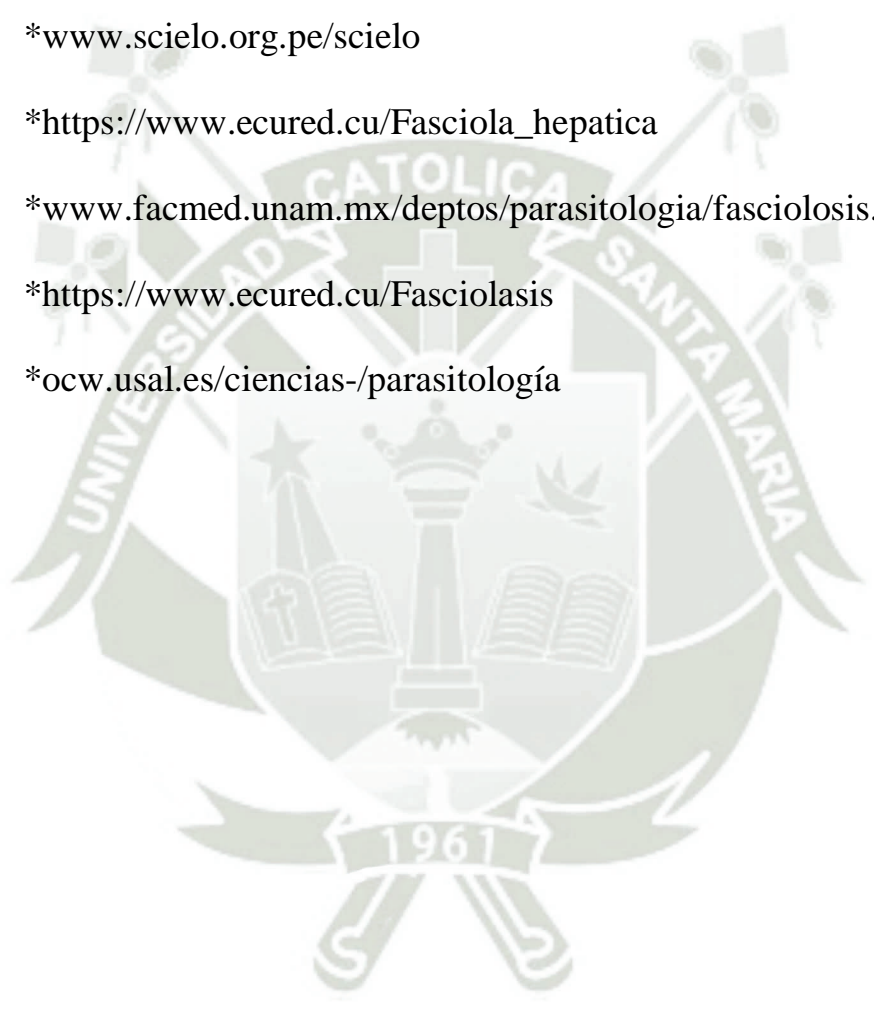 *www.scielo.org.pe/scielo
*https://www.ecured.cu/Fasciola_hepatica
*www.facmed.unam.mx/deptos/parasitologia/fasciolosis.
*https://www.ecured.cu/Fasciolasis
*ocw.usal.es/ciencias-/parasitología
UNIVERSIDAD CATOLICA SANTA MARIA
1961